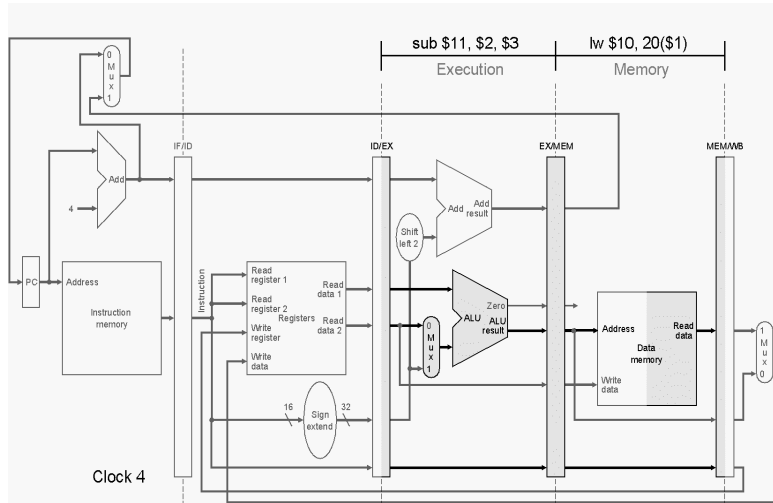 sub $11, $2, $3
lw $10, 20($1)
Execution
Memory
0
M
u
x
1
IF/ID
ID/EX
EX/MEM
MEM/WB
Add
4
Add
Add
result
Shift
left 2
PC
Address
Instruction
memory
Instruction
Read
register 1
Read
register 2
Write
register
Write
data
Registers
Read
data 1
Read
data 2
0
M
u
x
1
ALU
Zero
ALU
result
Address
Read
data
Data
memory
Write
data
1
M
u
x
0
16
Sign
extend
32
Clock 4